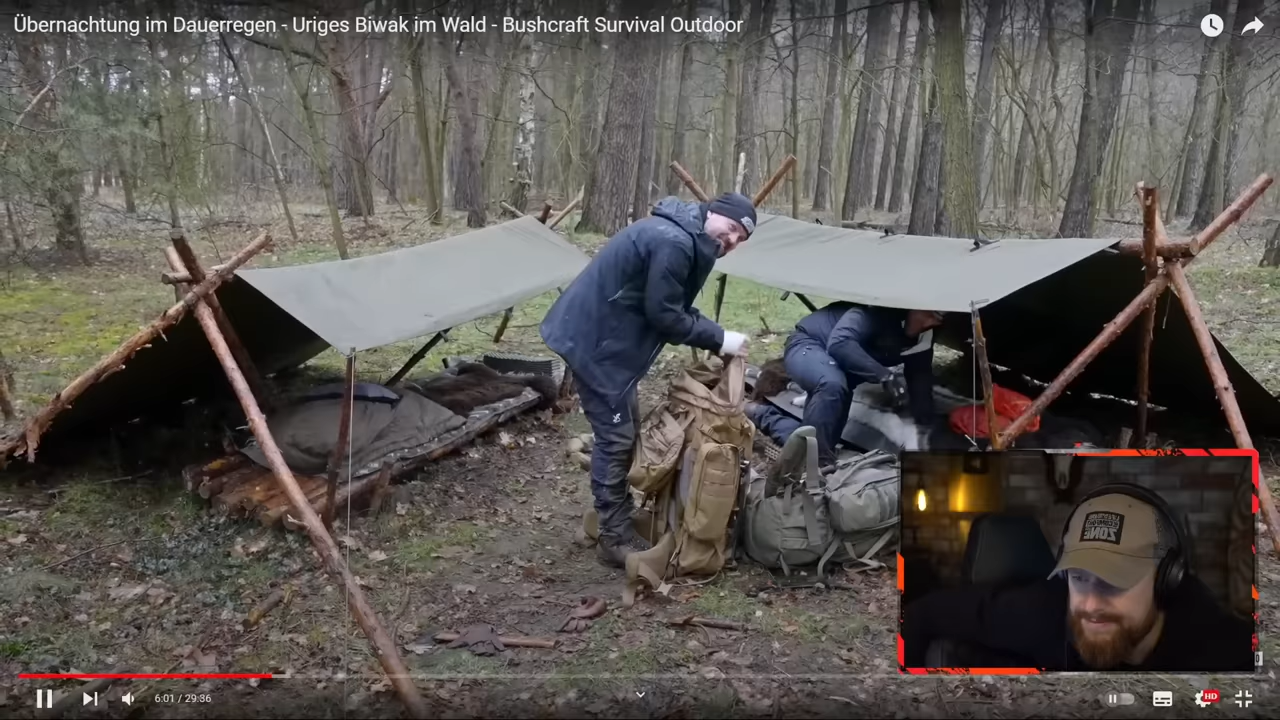 Übernachtung im Dauerregen - Uriges Biwak im Wald - Bushcraft Survival Outdoor
ZONE
6:01 / 29:36
HD